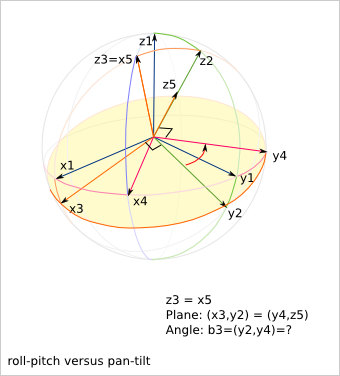 z1
z3=x5
z2
z5
y4
x1
y1
x4
x3
y2
z3 = x5
Plane: (x3,y2) = (y4,z5)
Angle: b3=(y2,y4)=?
roll-pitch versus pan-tilt